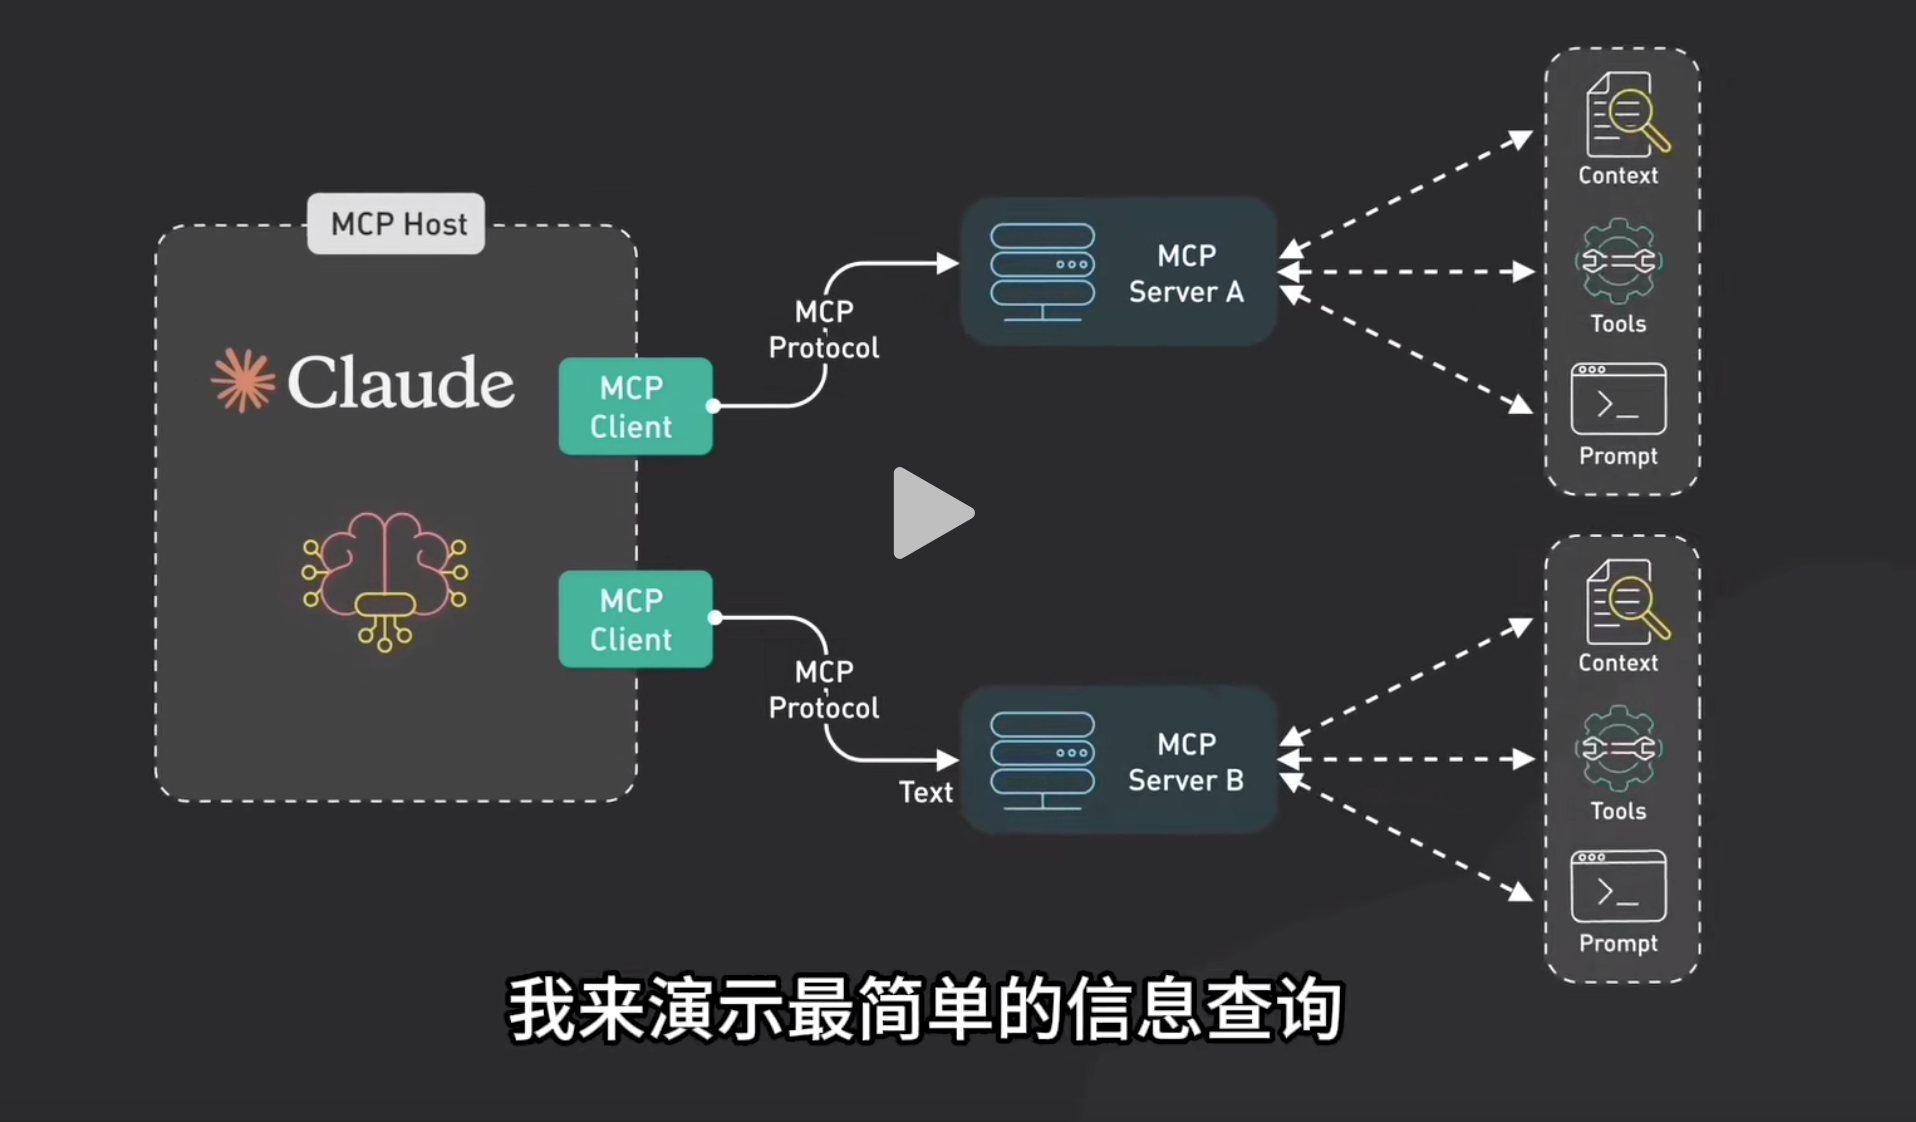 MCP Host
Claude
MCP
Client
MCP
Client
MCP
Protocol
MCP
Protocol
Text
MCP
Server A
MCP
Server B
Context
Tools
Prompt
Context
Tools
Prompt
我来演示最简单的信息查询